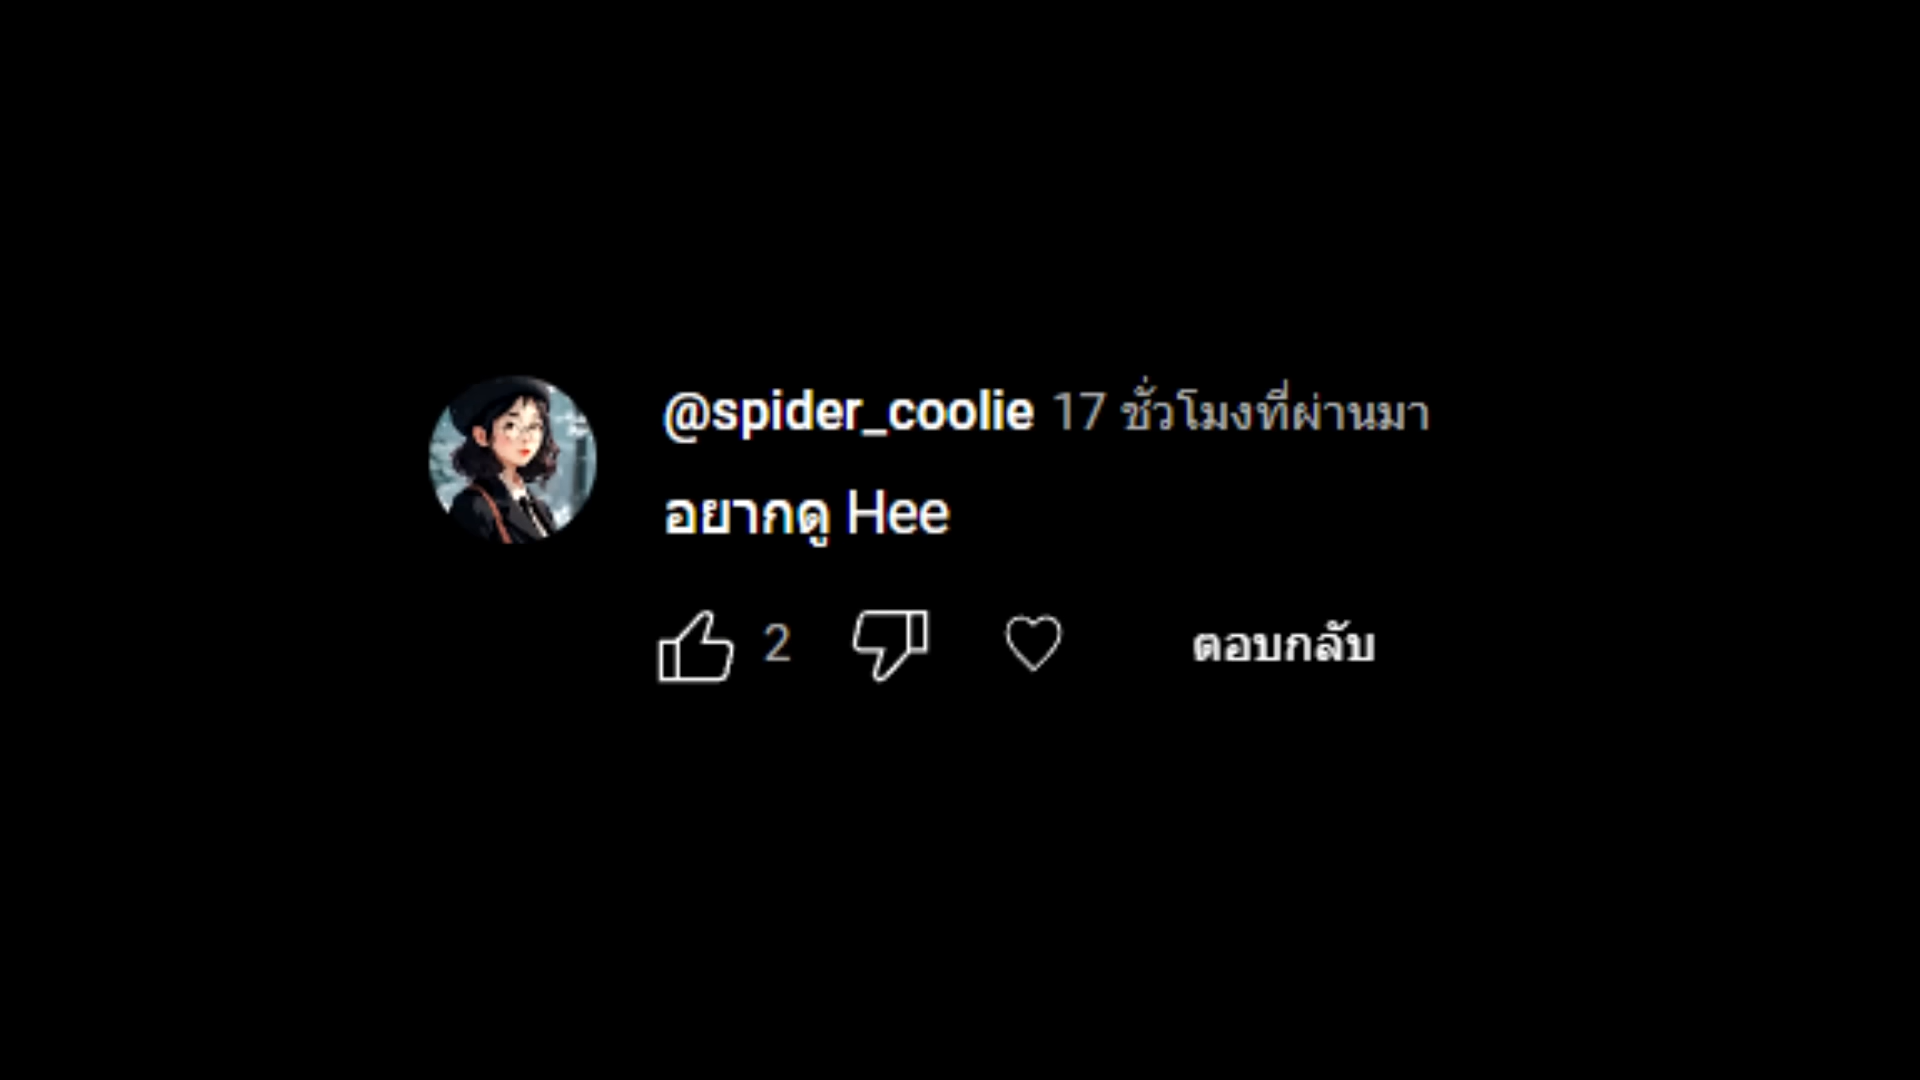 @spider_coolie 17 ชั่วโมงที่ผ่านมา
อยากดู Hee
2 ตอบกลับ